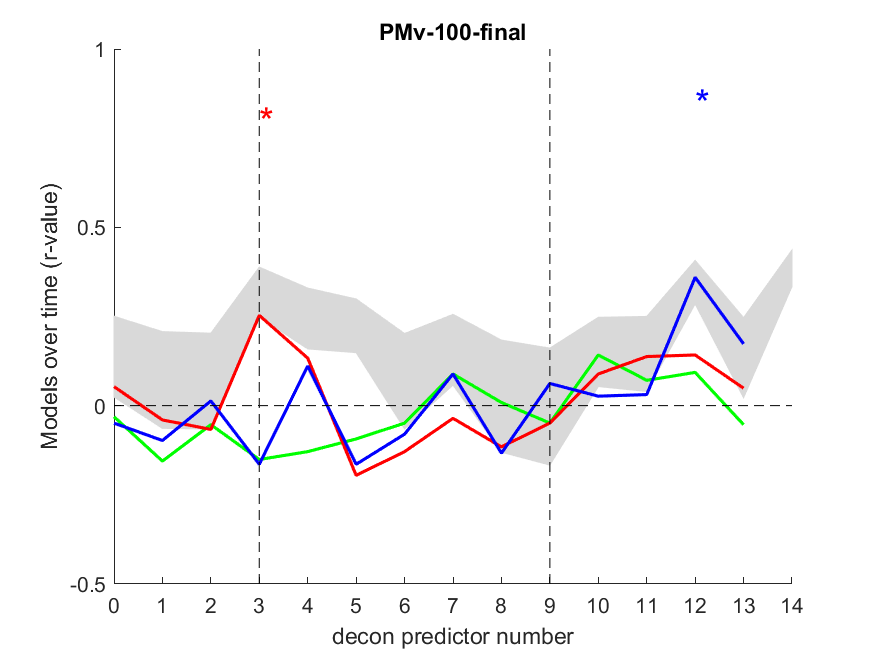 PMv-100-final
1
*
*
0.5
0
-0.5
Models over time (r-value)
0 1 2 3 4 5 6 7 8 9 10 11 12 13 14
decon predictor number